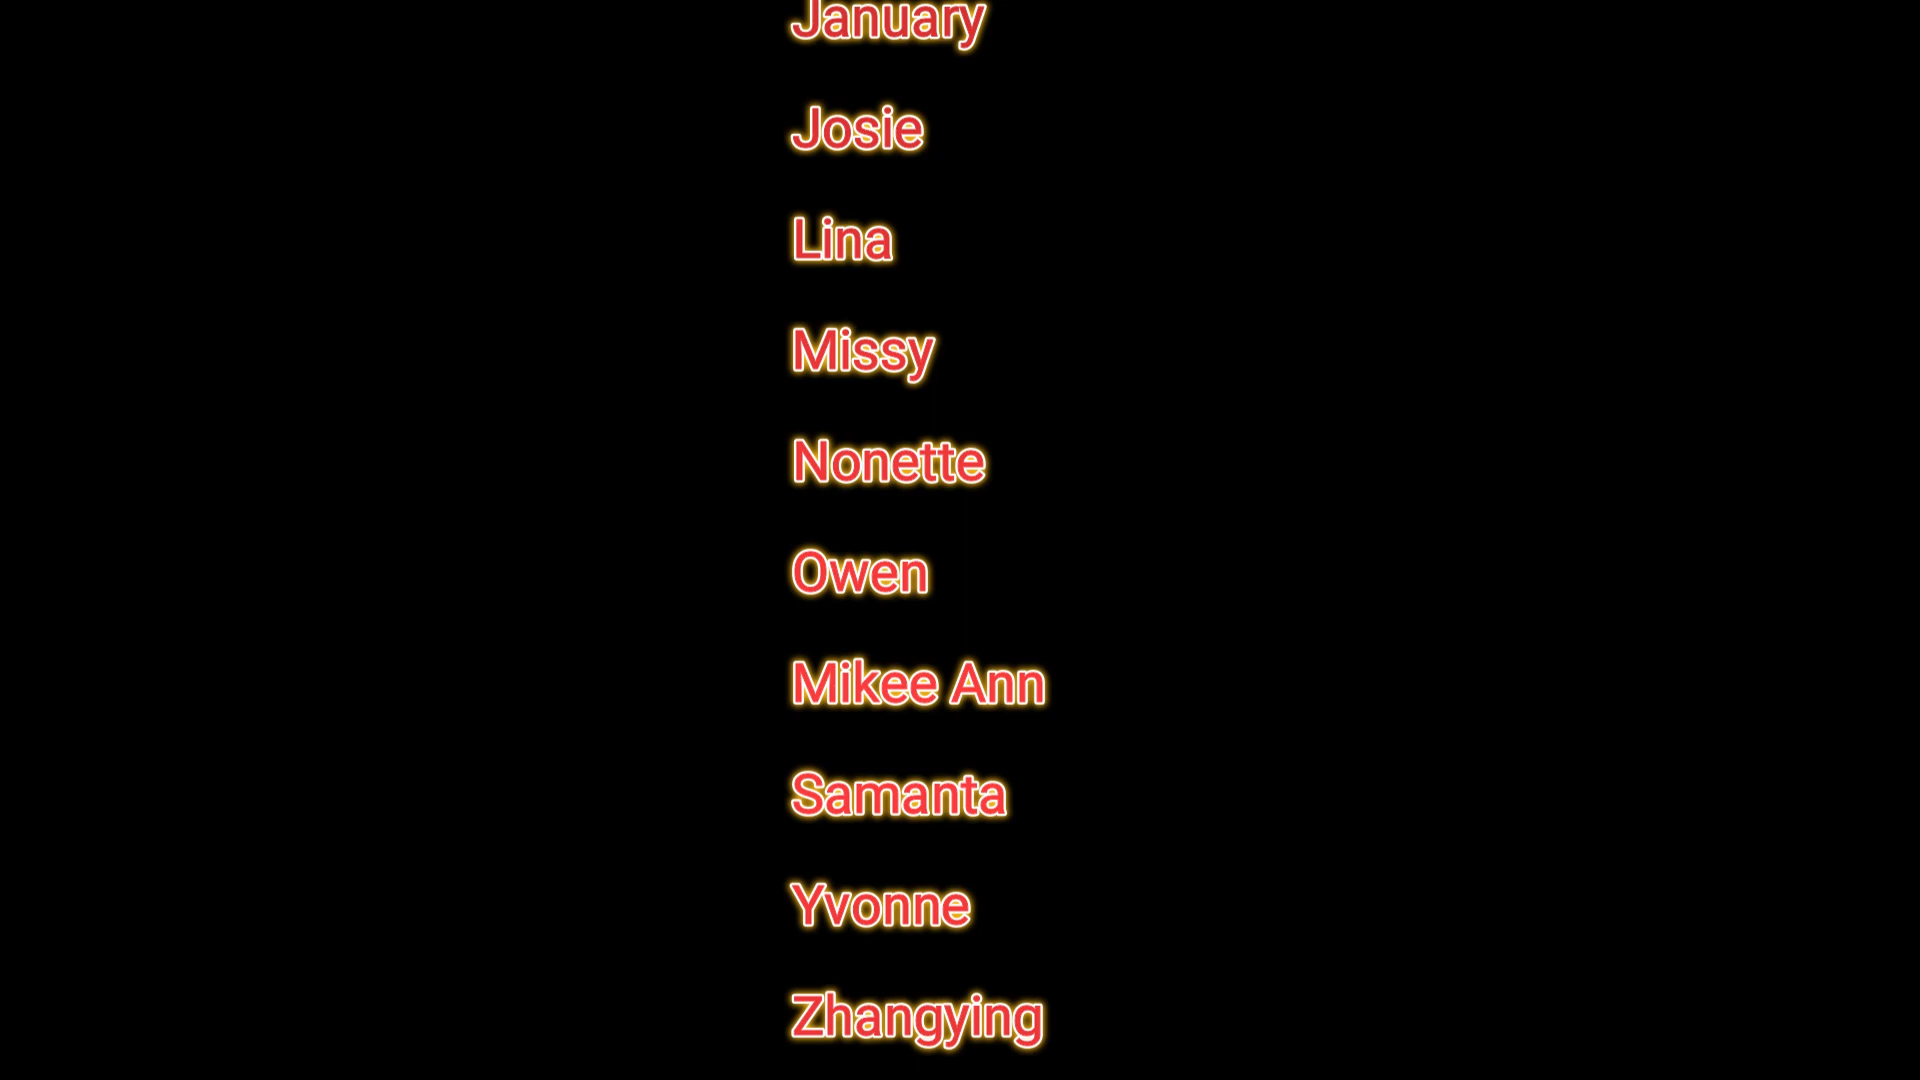 January
Josie
Lina
Missy
Nonette
Owen
Mikee Ann
Samanta
Yvonne
Zhangying